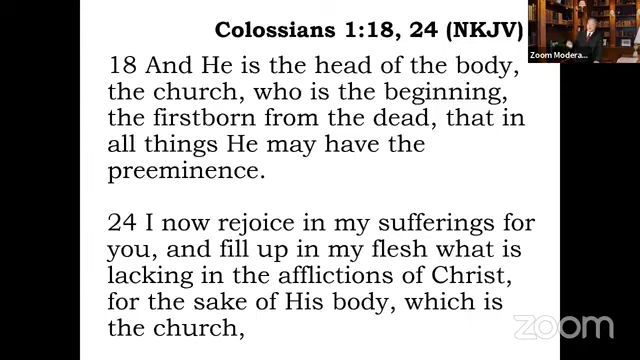 Colossians 1:18, 24 (NKJV)
18 And He is the head of the body,
the church, who is the beginning,
the firstborn from the dead, that in
all things He may have the
preeminence.
24 I now rejoice in my sufferings for
you, and fill up in my flesh what is
lacking in the afflictions of Christ,
for the sake of His body, which is
the church,
Zoom Modera...
zoom